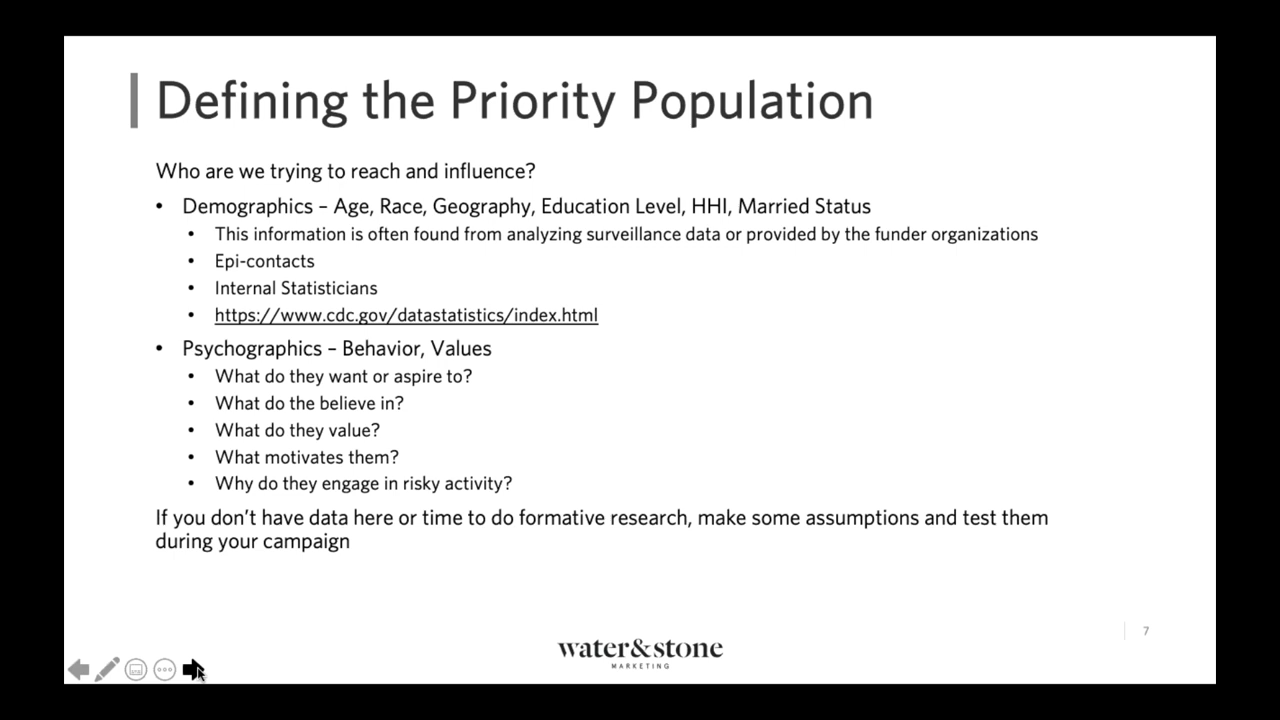 Defining the Priority Population
Who are we trying to reach and influence?
• Demographics – Age, Race, Geography, Education Level, HHI, Married Status
• This information is often found from analyzing surveillance data or provided by the funder organizations
• Epi-contacts
• Internal Statisticians
• https://www.cdc.gov/datastatistics/index.html
• Psychographics – Behavior, Values
• What do they want or aspire to?
• What do the believe in?
• What do they value?
• What motivates them?
• Why do they engage in risky activity?
If you don’t have data here or time to do formative research, make some assumptions and test them
during your campaign
7
water&stone
MARKETING